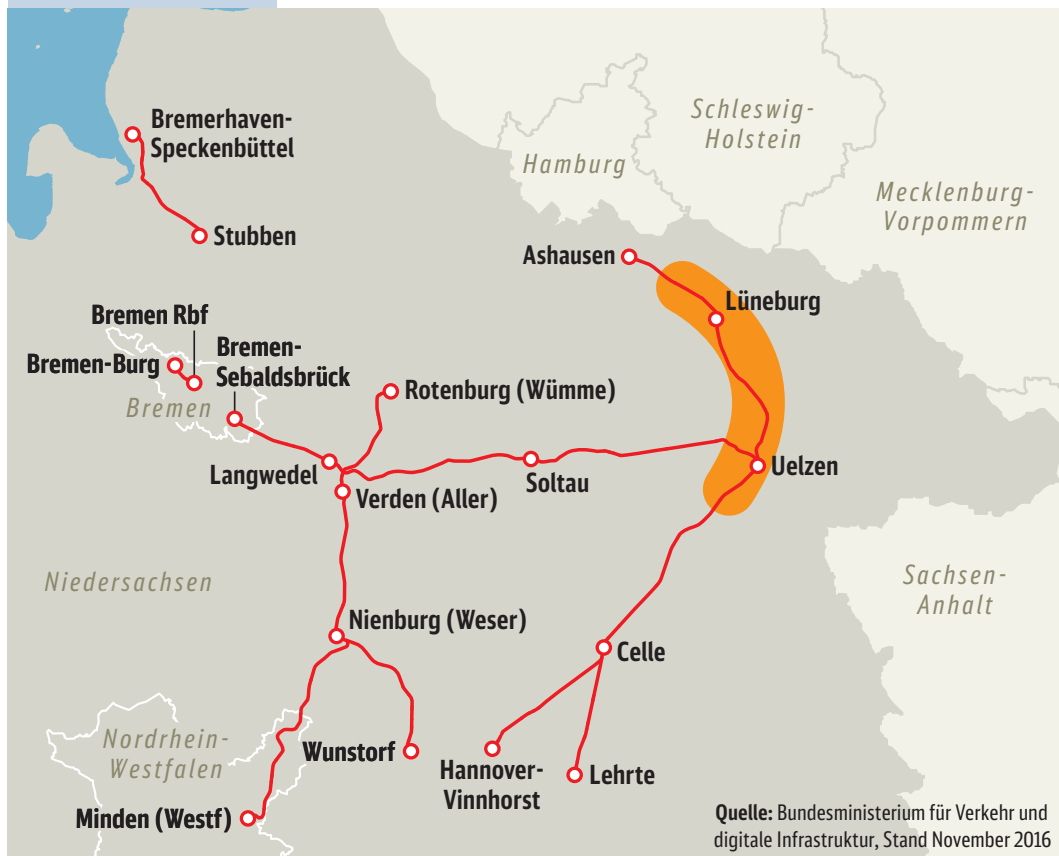 Bremerhaven-
Speckenbüttel
Schleswig-
Holstein
Hamburg
Mecklenburg-
Vorpommern
Stubben
Ashausen
Lüneburg
Bremen Rbf
Bremen-Burg
Bremen-
Sebaldsbrück
Bremen
Rotenburg (Wümme)
Langwedel
Soltau
Uelzen
Verden (Aller)
Niedersachsen
Sachsen-
Anhalt
Nienburg (Weser)
Celle
Nordrhein-
Westfalen
Wunstorf
Hannover-
Vinnhorst
Lehrte
Minden (Westf)
Quelle: Bundesministerium für Verkehr und
digitale Infrastruktur, Stand November 2016